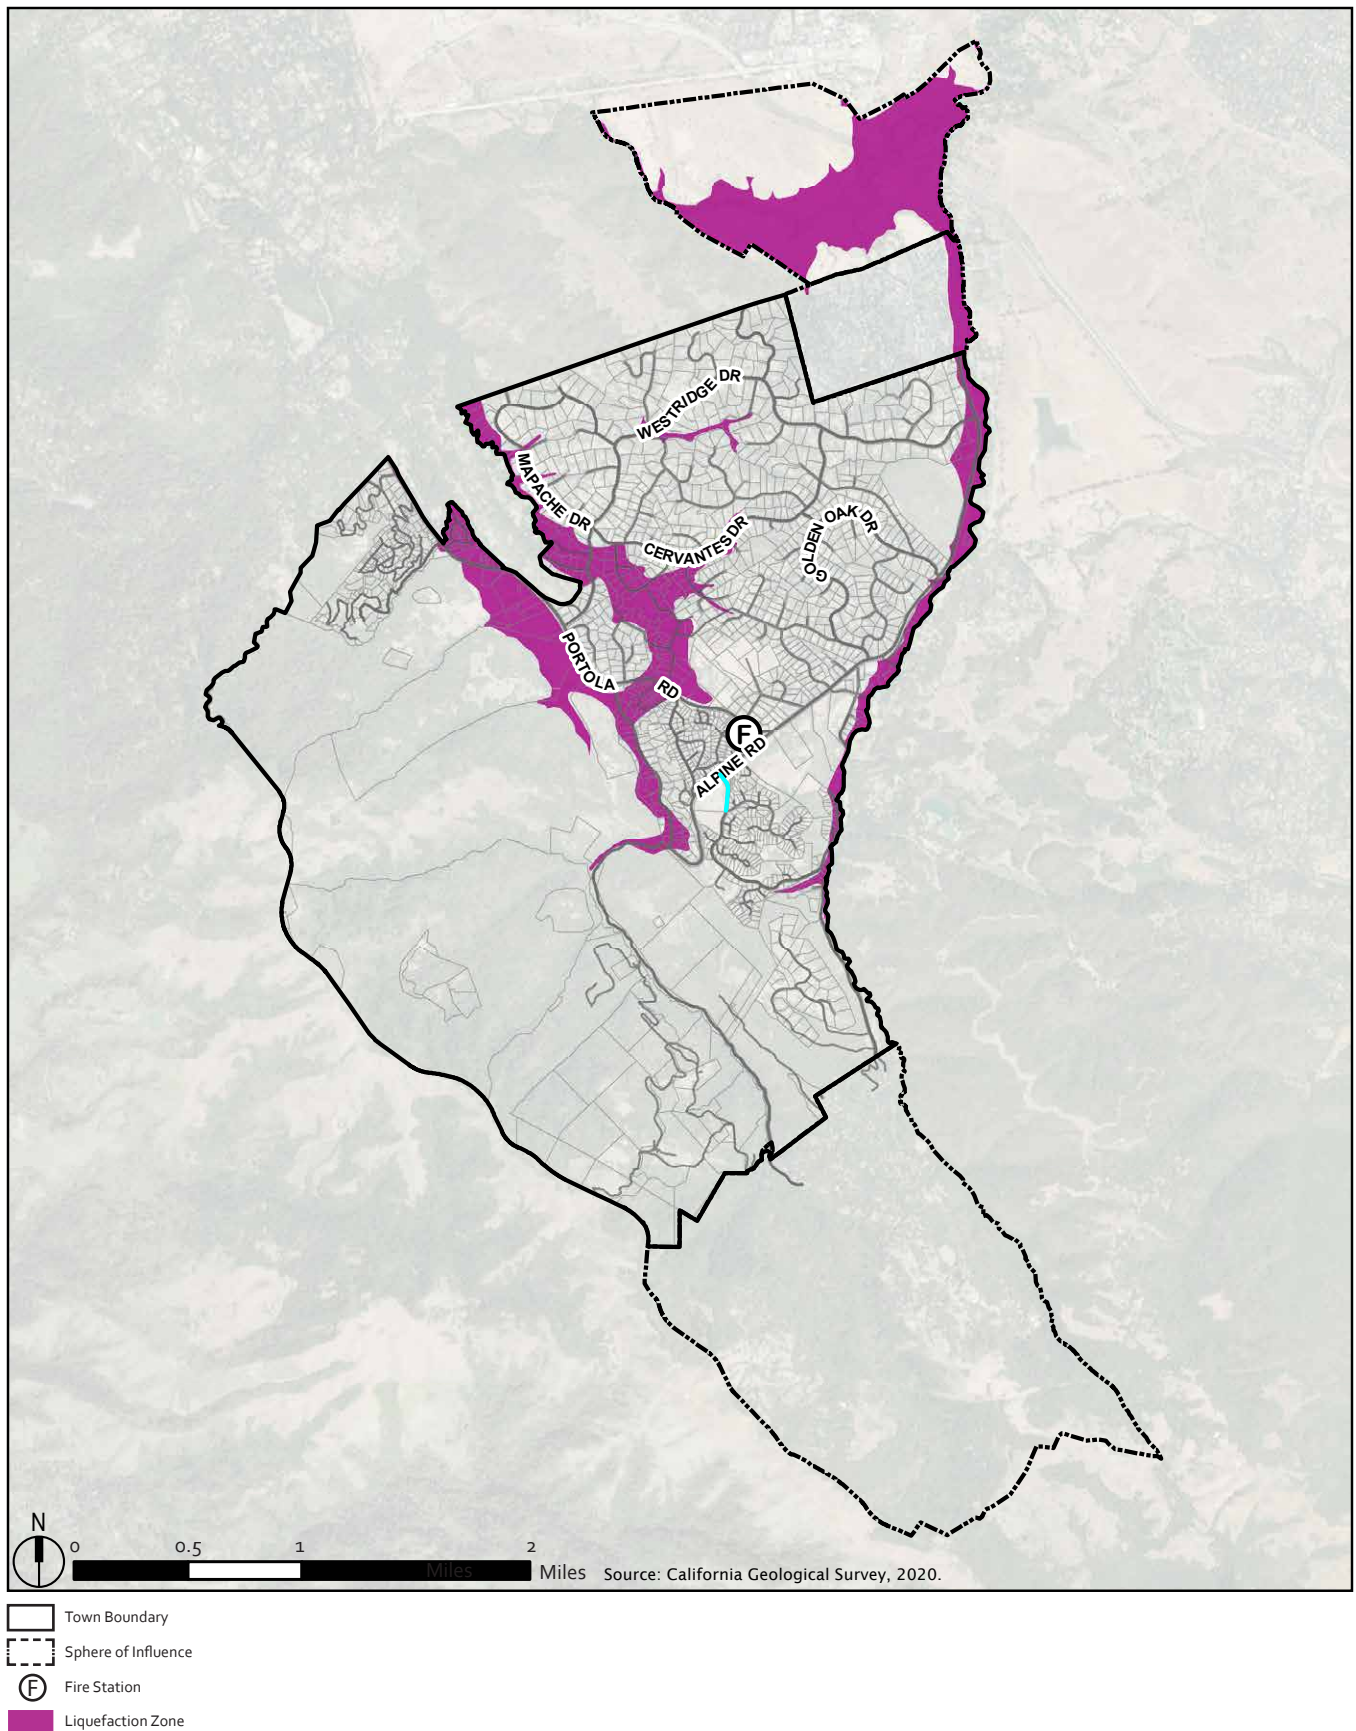 WESTRIDGE DR
MAPACHE DR
CERVANTES DR
GOLDEN OAK DR
PORTOLA RD
F
ALPINE RD
N
0 0.5 1 2
Miles Miles Source: California Geological Survey, 2020.
Town Boundary
Sphere of Influence
F Fire Station
Liquefaction Zone